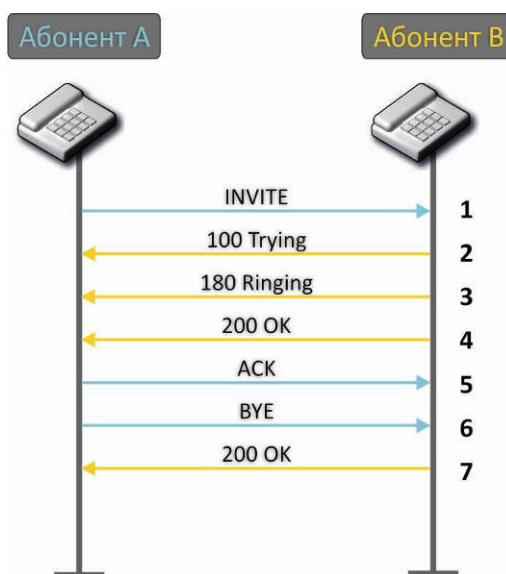 Абонент A
Абонент B
INVITE
1
100 Trying
2
180 Ringing
3
200 OK
4
ACK
5
BYE
6
200 OK
7